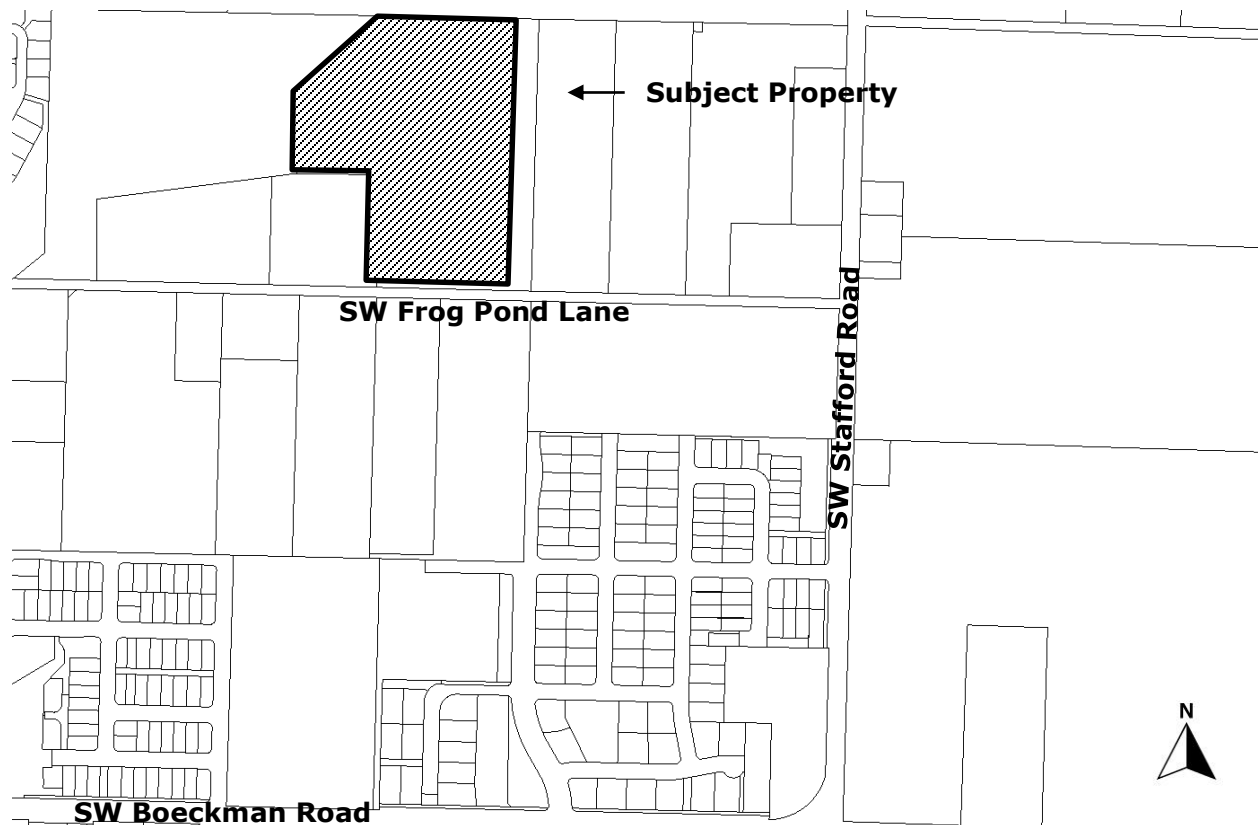 Subject Property
SW Frog Pond Lane
SW Stafford Road
N
SW Boeckman Road